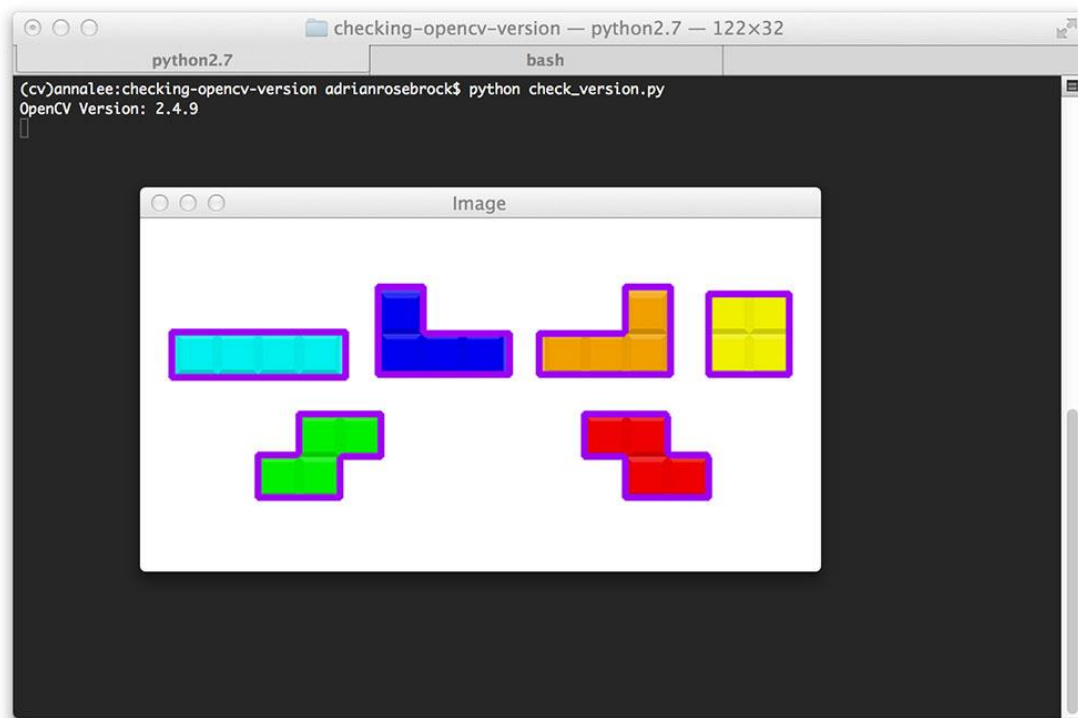 checking-opencv-version — python2.7 — 122×32
python2.7 bash
(cv)annalee:checking-opencv-version adrianrosebrock$ python check_version.py
OpenCV Version: 2.4.9
Image